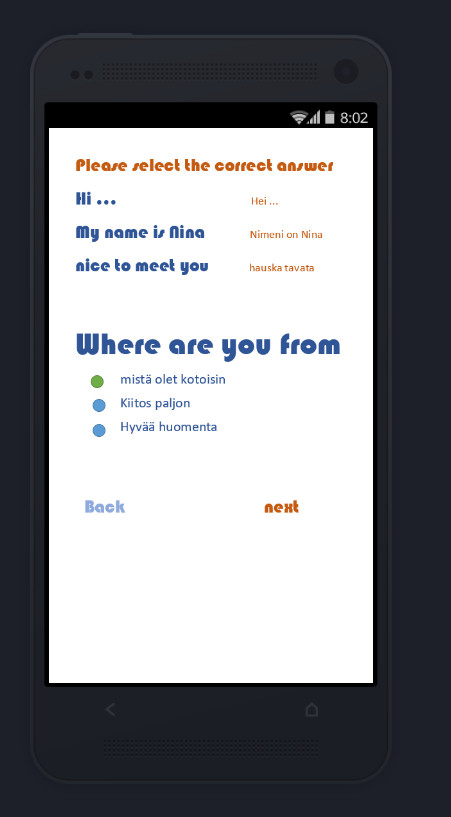 8:02
Please select the correct answer
Hi ... Hei ...
My name is Nina Nimeni on Nina
nice to meet you hauska tavata
Where are you from
mistä olet kotoisin
Kiitos paljon
Hyvää huomenta
Back next